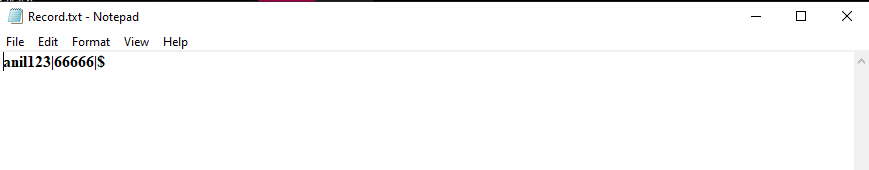 Record.txt - Notepad
File Edit Format View Help
anil123|66666|$